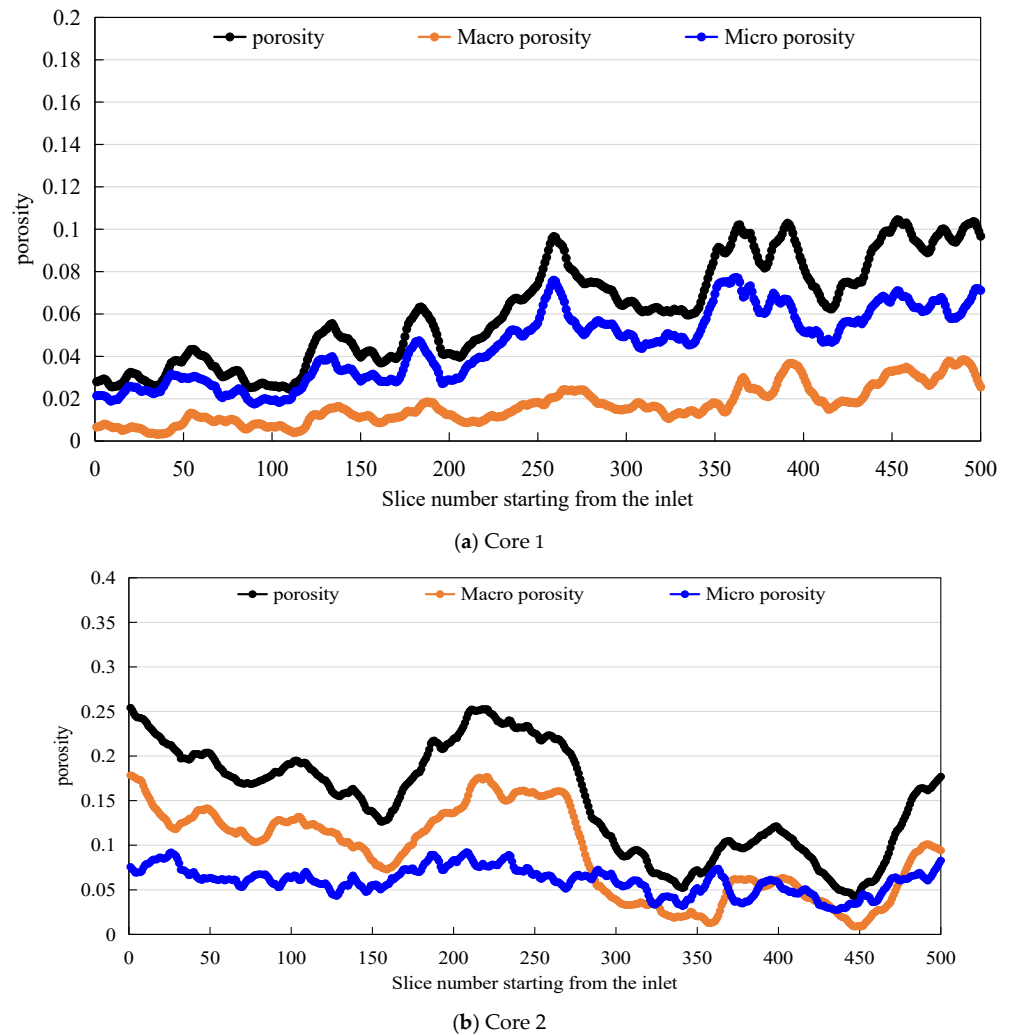 0.2
porosity Macro porosity Micro porosity
0.18
0.16
0.14
0.12
0.1
0.08
0.06
0.04
0.02
0
porosity
0 50 100 150 200 250 300 350 400 450 500
Slice number starting from the inlet
(a) Core 1
0.4
porosity Macro porosity Micro porosity
0.35
0.3
0.25
0.2
0.15
0.1
0.05
0
porosity
0 50 100 150 200 250 300 350 400 450 500
Slice number starting from the inlet
(b) Core 2